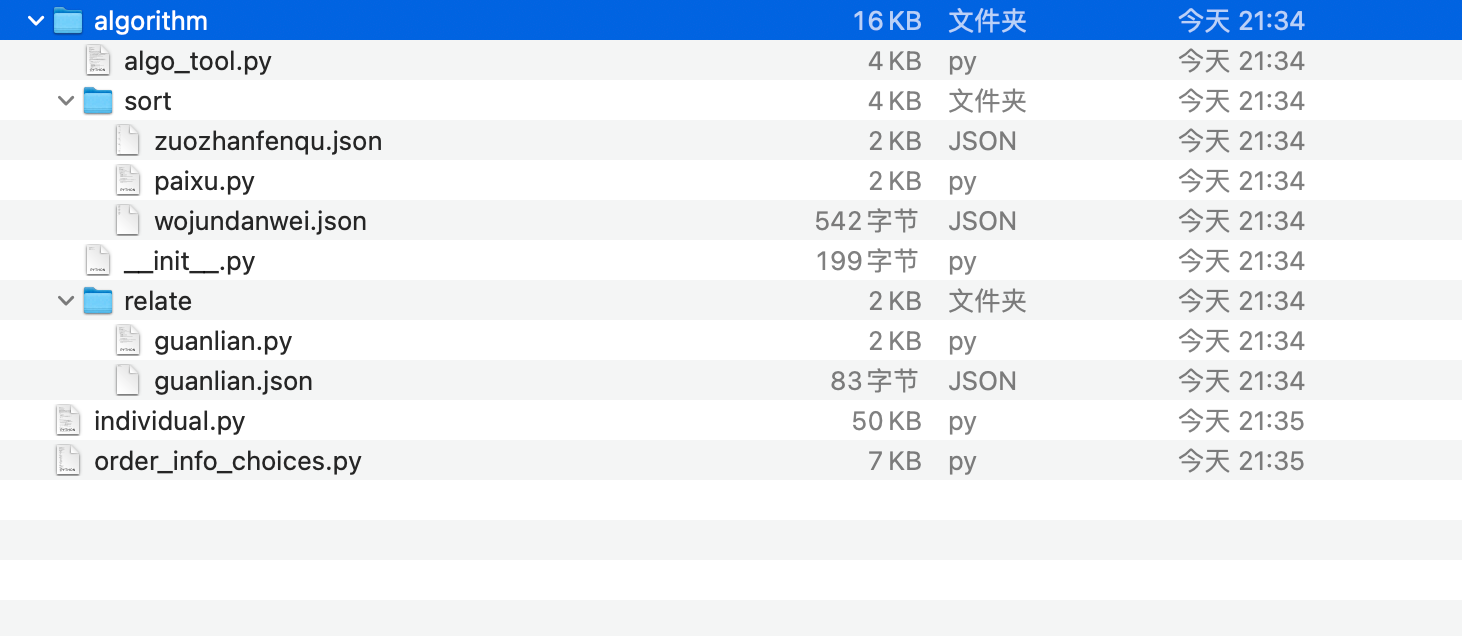 algorithm 16 KB 文件夹 今天 21:34
algo_tool.py 4 KB py 今天 21:34
sort 4 KB 文件夹 今天 21:34
zuozhanfenqu.json 2 KB JSON 今天 21:34
paixu.py 2 KB py 今天 21:34
wojundanwei.json 542 字节 JSON 今天 21:34
__init__.py 199 字节 py 今天 21:34
relate 2 KB 文件夹 今天 21:34
guanlian.py 2 KB py 今天 21:34
guanlian.json 83 字节 JSON 今天 21:34
individual.py 50 KB py 今天 21:35
order_info_choices.py 7 KB py 今天 21:35